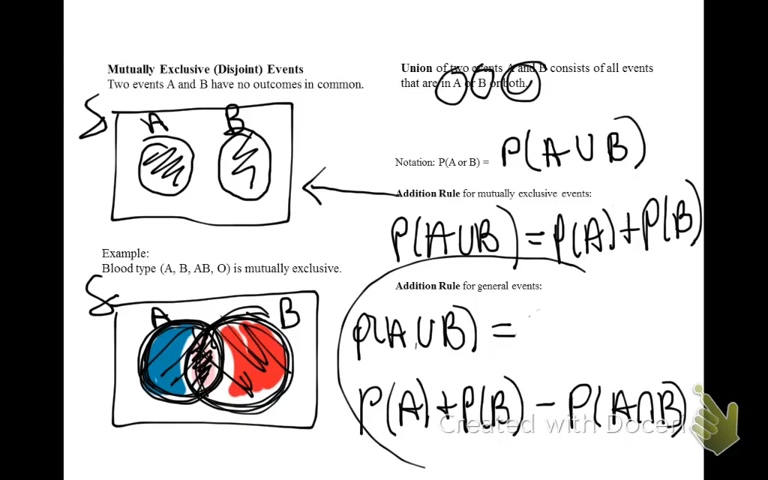 Mutually Exclusive (Disjoint) Events
Two events A and B have no outcomes in common.
S
A B
Example:
Blood type (A, B, AB, O) is mutually exclusive.
S
A B
Union of two events A and B consists of all events
that are in A or B or both.
Notation: P(A or B) = P(A∪B)
Addition Rule for mutually exclusive events:
P(A∪B) = P(A)+P(B)
Addition Rule for general events:
P(A∪B) =
P(A)+P(B) - P(A∩B)
Created with Doceri